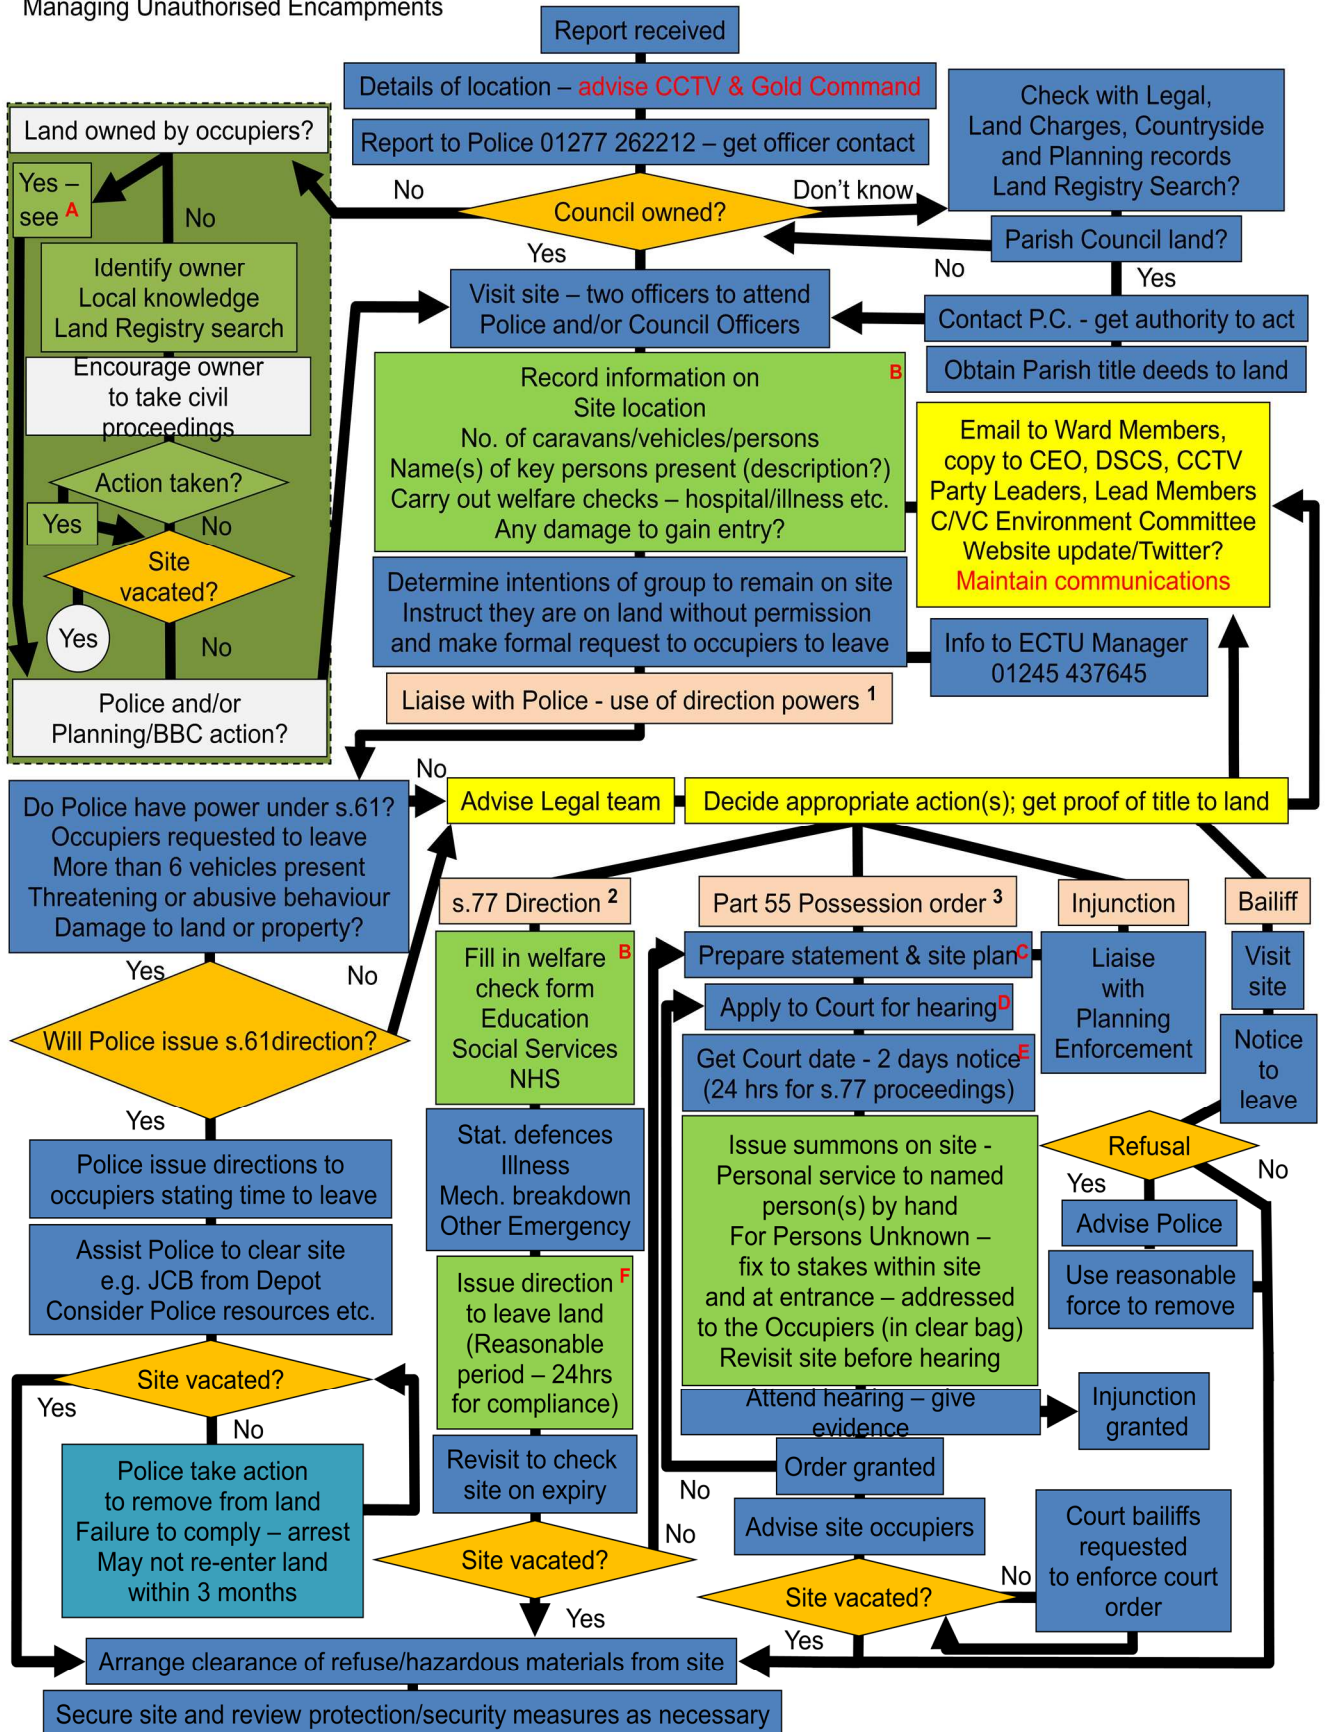 Managing Unauthorised Encampments
Report received
Details of location – advise CCTV & Gold Command
Report to Police 01277 262212 – get officer contact
Council owned?
No
Don't know
Yes
Check with Legal,
Land Charges, Countryside
and Planning records
Land Registry Search?
Parish Council land?
No
Yes
Contact P.C. - get authority to act
Obtain Parish title deeds to land
Land owned by occupiers?
Yes –
see A
No
Identify owner
Local knowledge
Land Registry search
Encourage owner
to take civil
proceedings
Action taken?
Yes
No
Site
vacated?
Yes
No
Police and/or
Planning/BBC action?
Visit site – two officers to attend
Police and/or Council Officers
Record information on B
Site location
No. of caravans/vehicles/persons
Name(s) of key persons present (description?)
Carry out welfare checks – hospital/illness etc.
Any damage to gain entry?
Email to Ward Members,
copy to CEO, DSCS, CCTV
Party Leaders, Lead Members
C/VC Environment Committee
Website update/Twitter?
Maintain communications
Determine intentions of group to remain on site
Instruct they are on land without permission
and make formal request to occupiers to leave
Info to ECTU Manager
01245 437645
Liaise with Police - use of direction powers 1
Do Police have power under s.61?
Occupiers requested to leave
More than 6 vehicles present
Threatening or abusive behaviour
Damage to land or property?
No
Yes
Advise Legal team
Decide appropriate action(s); get proof of title to land
Will Police issue s.61direction?
No
Yes
Police issue directions to
occupiers stating time to leave
Assist Police to clear site
e.g. JCB from Depot
Consider Police resources etc.
Site vacated?
Yes
No
Police take action
to remove from land
Failure to comply – arrest
May not re-enter land
within 3 months
s.77 Direction 2
Fill in welfare B
check form
Education
Social Services
NHS
Stat. defences
Illness
Mech. breakdown
Other Emergency
Issue direction F
to leave land
(Reasonable
period – 24hrs
for compliance)
Revisit to check
site on expiry
Site vacated?
No
Yes
Part 55 Possession order 3
Prepare statement & site plan C
Apply to Court for hearing D
Get Court date - 2 days notice E
(24 hrs for s.77 proceedings)
Issue summons on site -
Personal service to named
person(s) by hand
For Persons Unknown –
fix to stakes within site
and at entrance – addressed
to the Occupiers (in clear bag)
Revisit site before hearing
Attend hearing – give
evidence
Order granted
No
Advise site occupiers
Site vacated?
No
Yes
Court bailiffs
requested
to enforce court
order
Injunction
Liaise
with
Planning
Enforcement
Injunction
granted
Bailiff
Visit
site
Notice
to
leave
Refusal
Yes
No
Advise Police
Use reasonable
force to remove
Arrange clearance of refuse/hazardous materials from site
Secure site and review protection/security measures as necessary